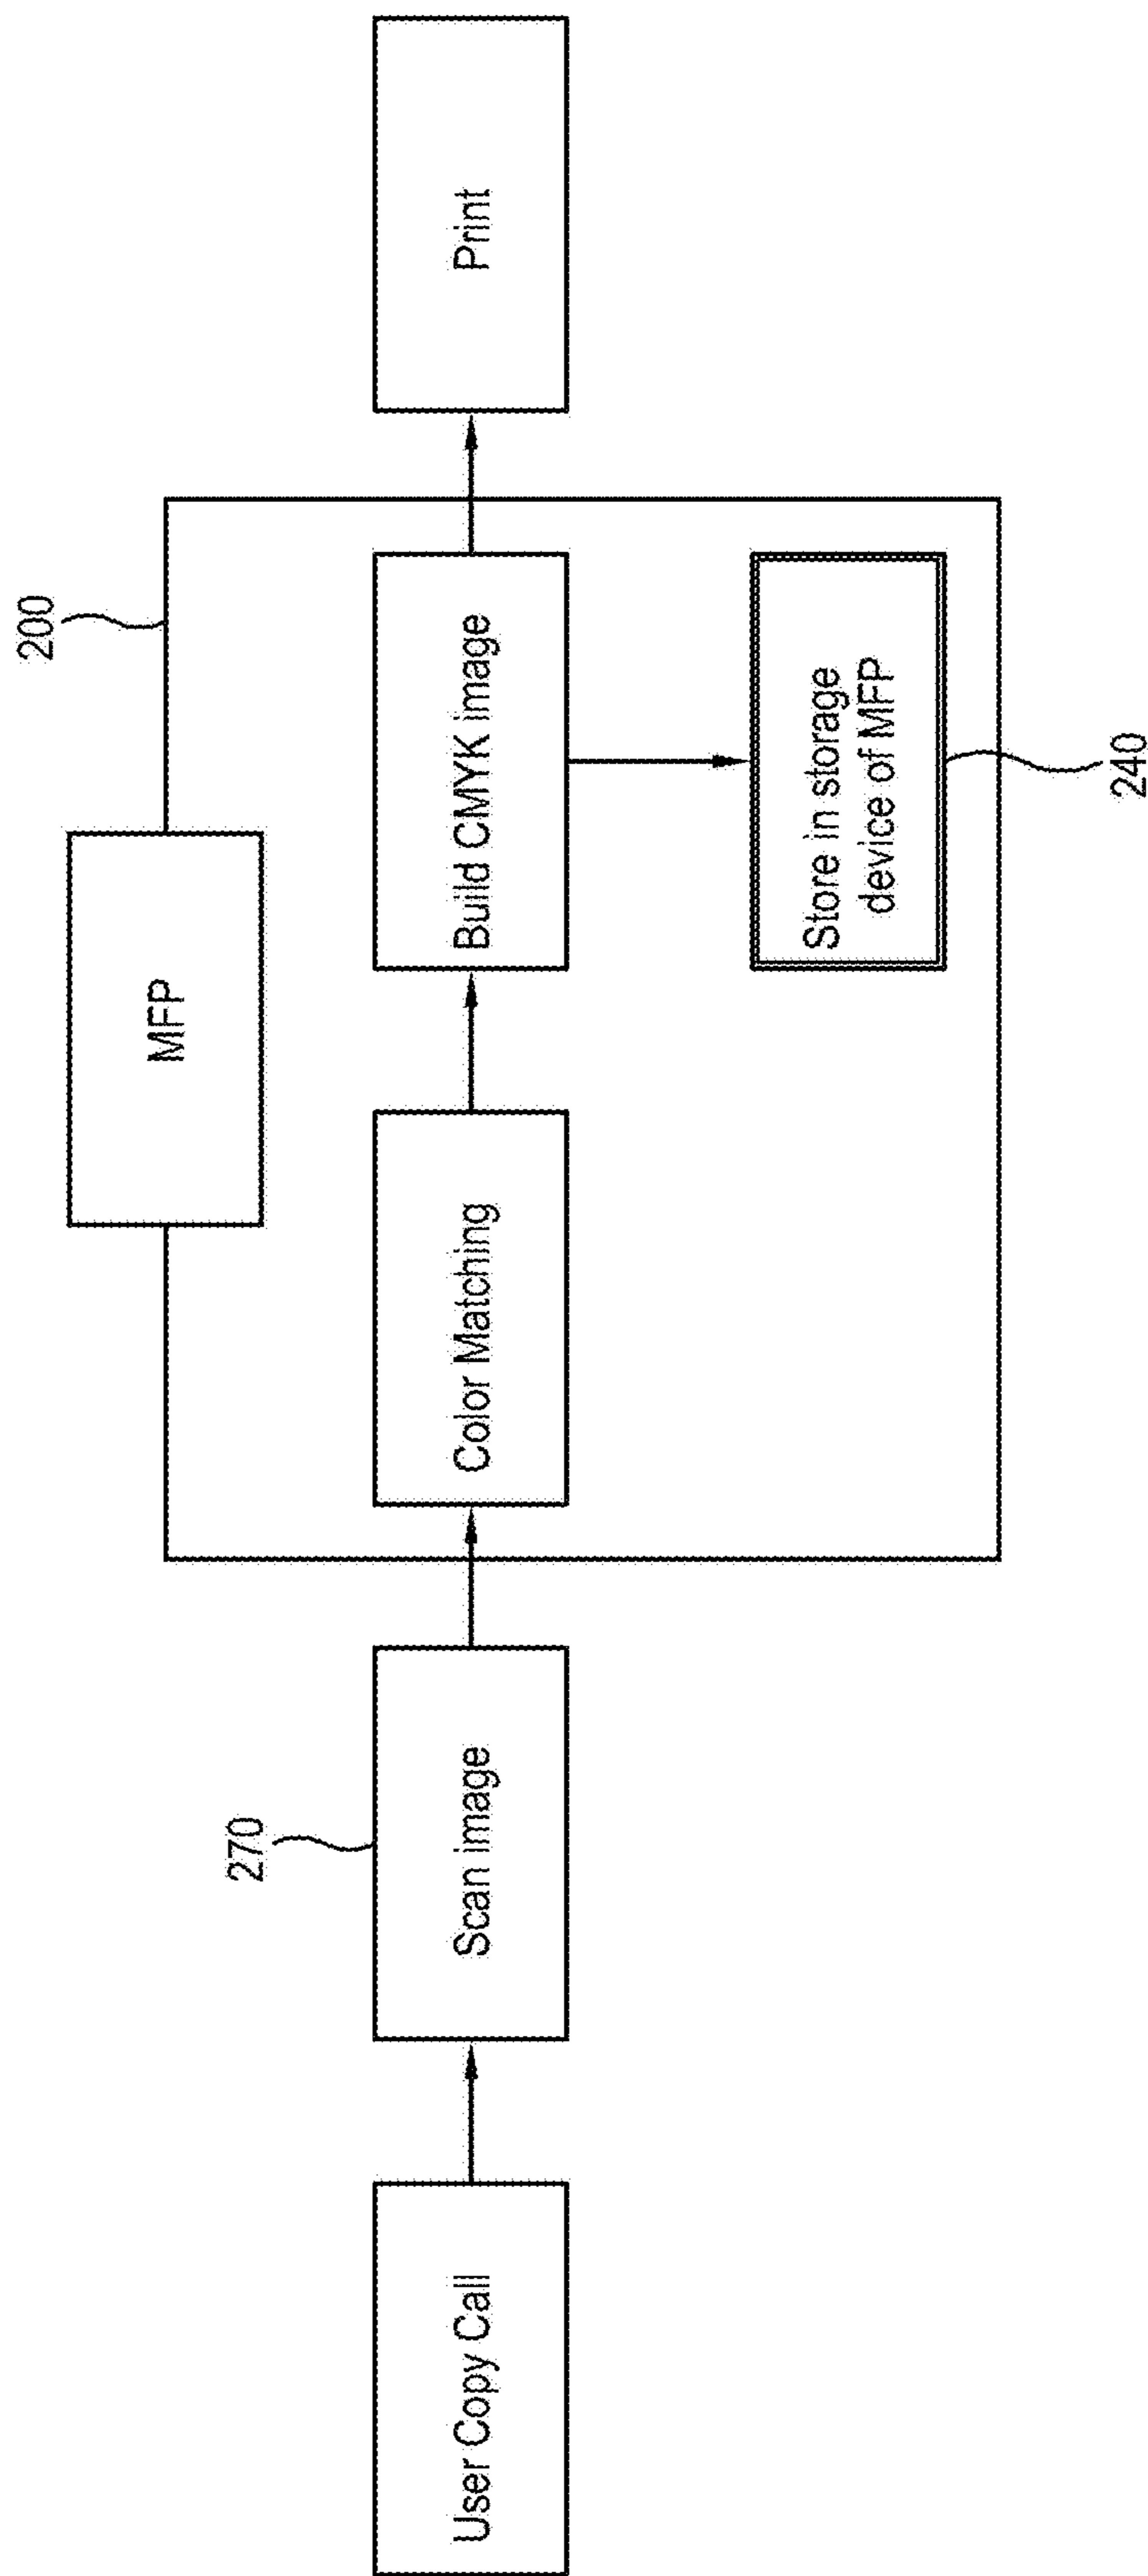 200
MFP
270
User Copy Call
Scan image
Color Matching
Build CMYK image
Print
Store in storage
device of MFP
240